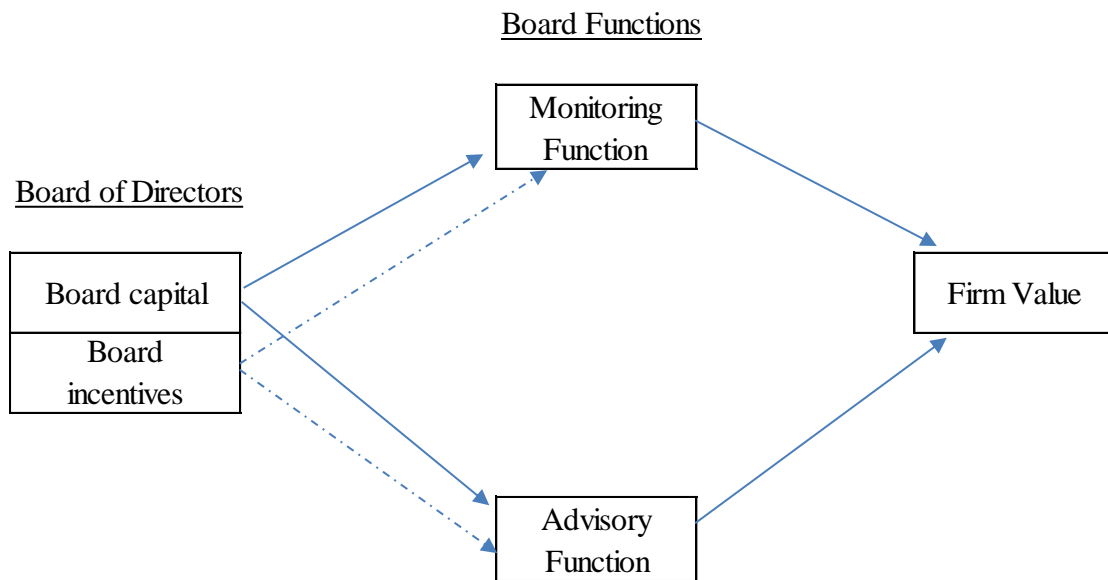 Board Functions
Monitoring
Function
Board of Directors
Board capital
Board
incentives
Firm Value
Advisory
Function